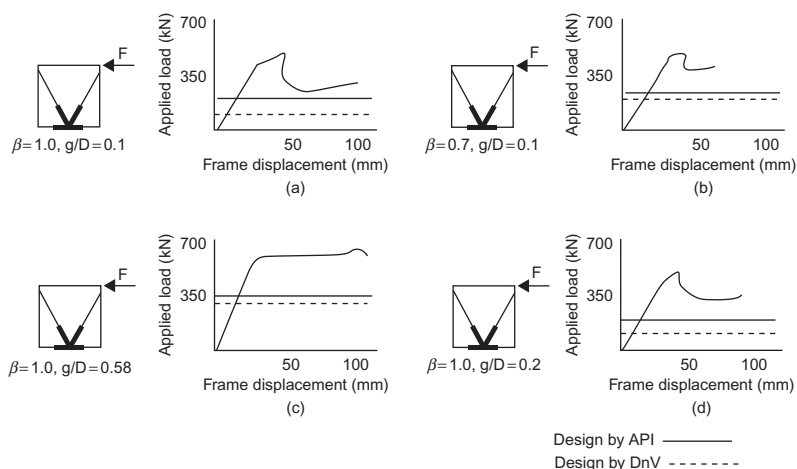 700
350
Applied load (kN)
F
β=1.0, g/D=0.1
50
100
Frame displacement (mm)
(a)
700
350
Applied load (kN)
F
β=0.7, g/D=0.1
50
100
Frame displacement (mm)
(b)
700
350
Applied load (kN)
F
β=1.0, g/D=0.58
50
100
Frame displacement (mm)
(c)
700
350
Applied load (kN)
F
β=1.0, g/D=0.2
50
100
Frame displacement (mm)
(d)
Design by API
Design by DnV